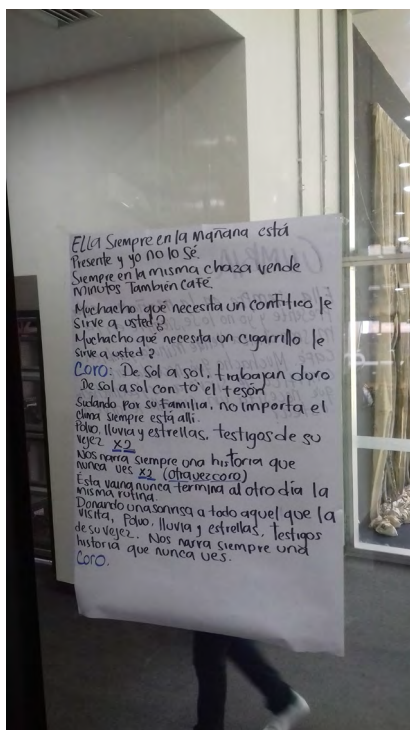 Ella Siempre en la Mañana está
Presente y yo no lo sé.
Siempre en la misma chaza vende
Minutos También café.
Muchacho qué necesita un tintico le
sirve a usted?
Muchacho qué necesita un cigarrillo le
sirve a usted?
Coro: De Sol a sol, trabajan duro
De sol a sol con to' el tesón
Sudando por su Familia, no importa el
clima siempre está alli.
Polvo, lluvia y estrellas, testigos de su
vejez X2
Nos narra siempre una historia que
nunca ves X2 (otra vez coro)
Ésta vaina nunca termina al otro día la
misma rutina.
Donando una sonrisa a todo aquel que la
visita, Polvo, lluvia y estrellas, Testigos
de su vejez. Nos narra siempre una
historia que nunca ves.
Coro.